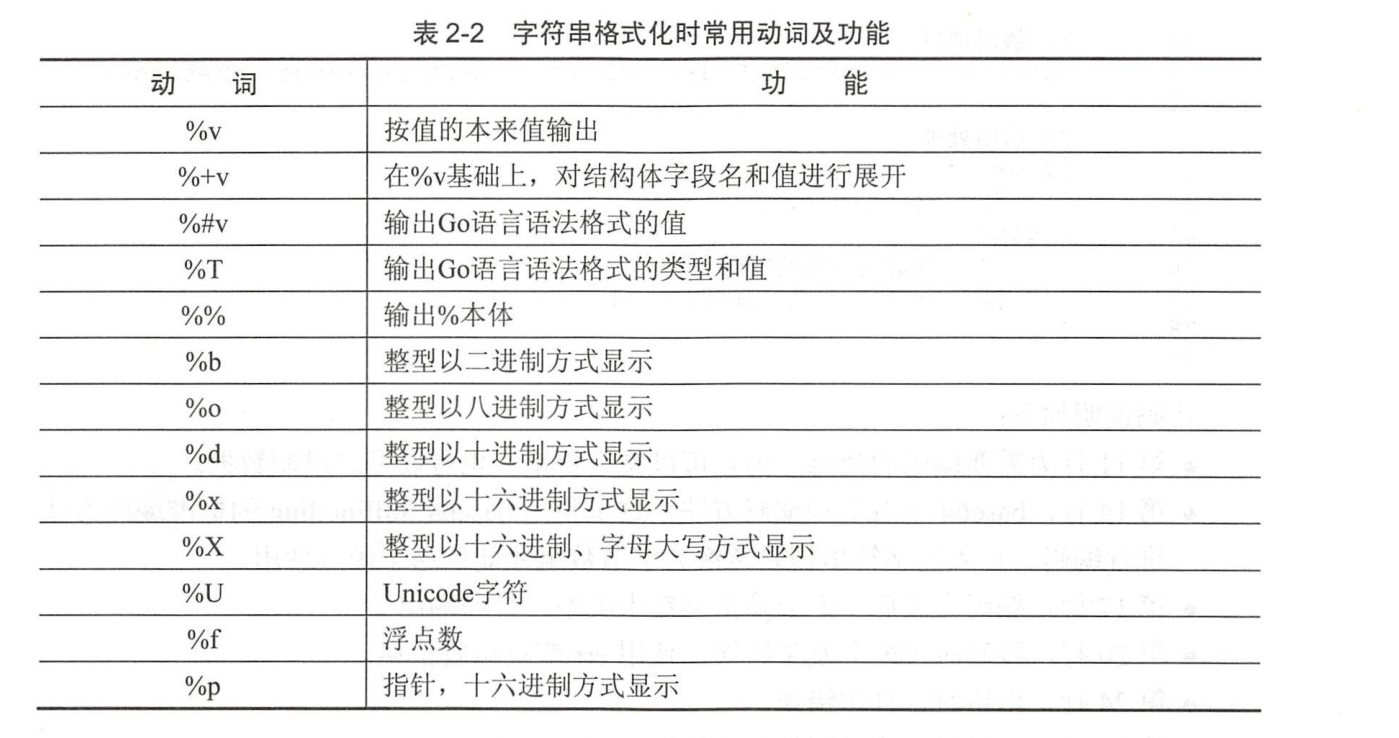 表 2-2 字符串格式化时常用动词及功能
动 词 功 能
%v 按值的本来值输出
%+v 在%v基础上，对结构体字段名和值进行展开
%#v 输出Go语言语法格式的值
%T 输出Go语言语法格式的类型和值
%% 输出%本体
%b 整型以二进制方式显示
%o 整型以八进制方式显示
%d 整型以十进制方式显示
%x 整型以十六进制方式显示
%X 整型以十六进制、字母大写方式显示
%U Unicode字符
%f 浮点数
%p 指针，十六进制方式显示